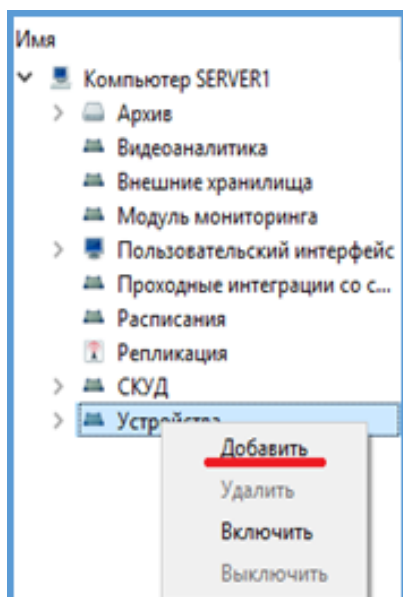 Имя
Компьютер SERVER1
Архив
Видеоаналитика
Внешние хранилища
Модуль мониторинга
Пользовательский интерфейс
Проходные интеграции со с...
Расписания
Репликация
СКУД
Устройства
Добавить
Удалить
Включить
Выключить